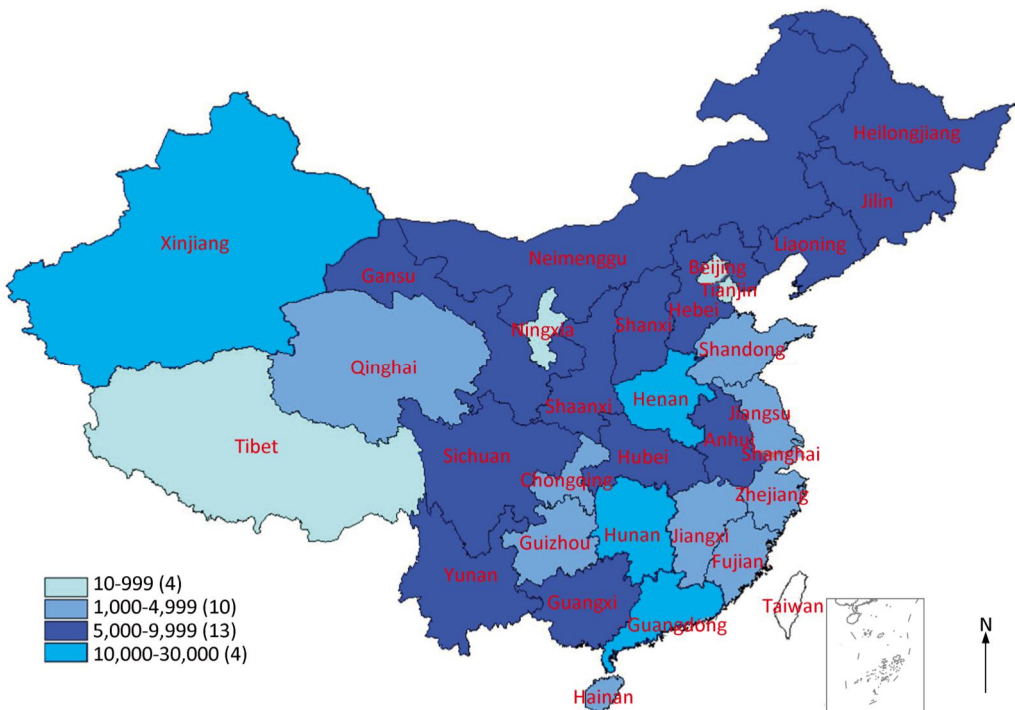 Heilongjiang
Jilin
Xinjiang
Liaoning
Neimenggu
Beijing
Gansu
Tianjin
Hebei
Ningxia
Shanxi
Shandong
Qinghai
Henan
Shaanxi
Jiangsu
Anhui
Tibet
Sichuan
Hubei
Shanghai
Chongqing
Zhejiang
Guizhou
Hunan
Jiangxi
Fujian
Yunan
Guangxi
Taiwan
Guangdong
Hainan
10-999 (4)
1,000-4,999 (10)
5,000-9,999 (13)
10,000-30,000 (4)
N